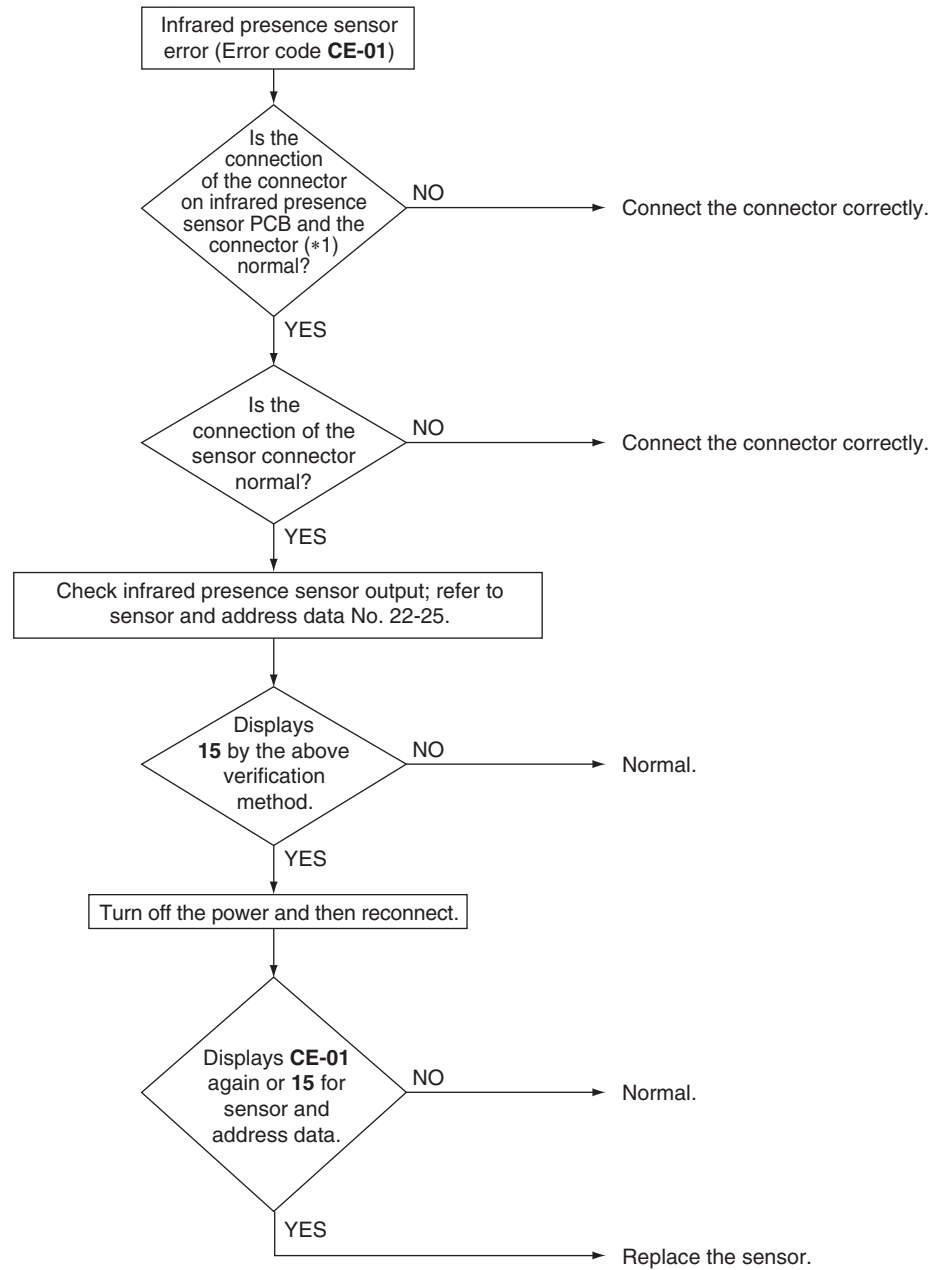 Infrared presence sensor
error (Error code CE-01)
Is the
connection
of the connector
on infrared presence
sensor PCB and the
connector (*1)
normal?
NO
Connect the connector correctly.
YES
Is the
connection of the
sensor connector
normal?
NO
Connect the connector correctly.
YES
Check infrared presence sensor output; refer to
sensor and address data No. 22-25.
Displays
15 by the above
verification
method.
NO
Normal.
YES
Turn off the power and then reconnect.
Displays CE-01
again or 15 for
sensor and
address data.
NO
Normal.
YES
Replace the sensor.